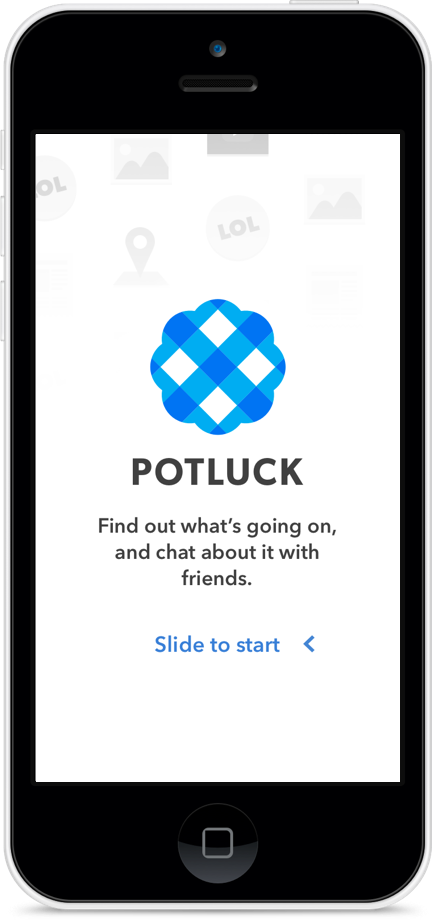 LOL
LOL
POTLUCK
Find out what's going on,
and chat about it with
friends.
Slide to start